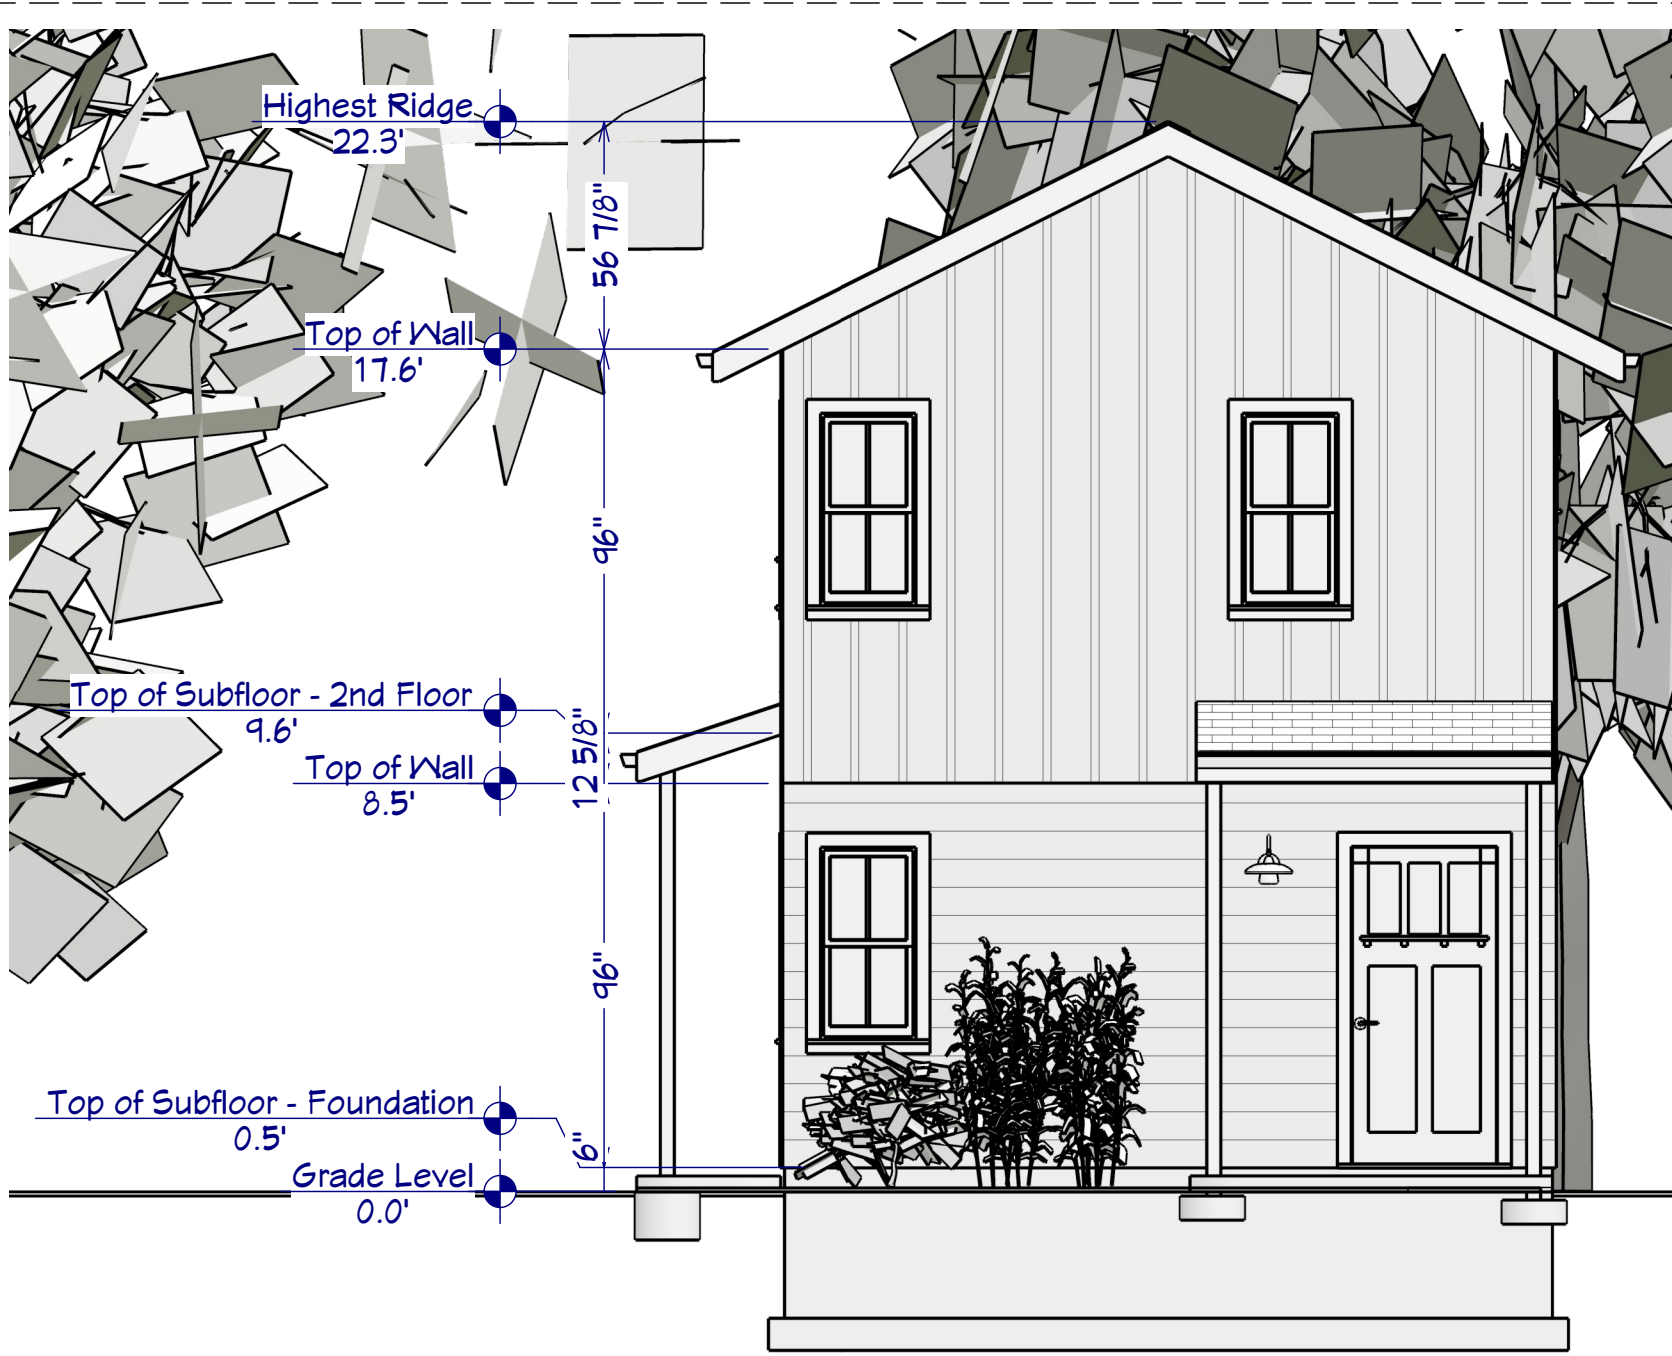 Highest Ridge
22.3'
56 7/8"
Top of Wall
17.6'
96"
Top of Subfloor - 2nd Floor
9.6'
12 5/8"
Top of Wall
8.5'
96"
Top of Subfloor - Foundation
0.5'
6"
Grade Level
0.0'